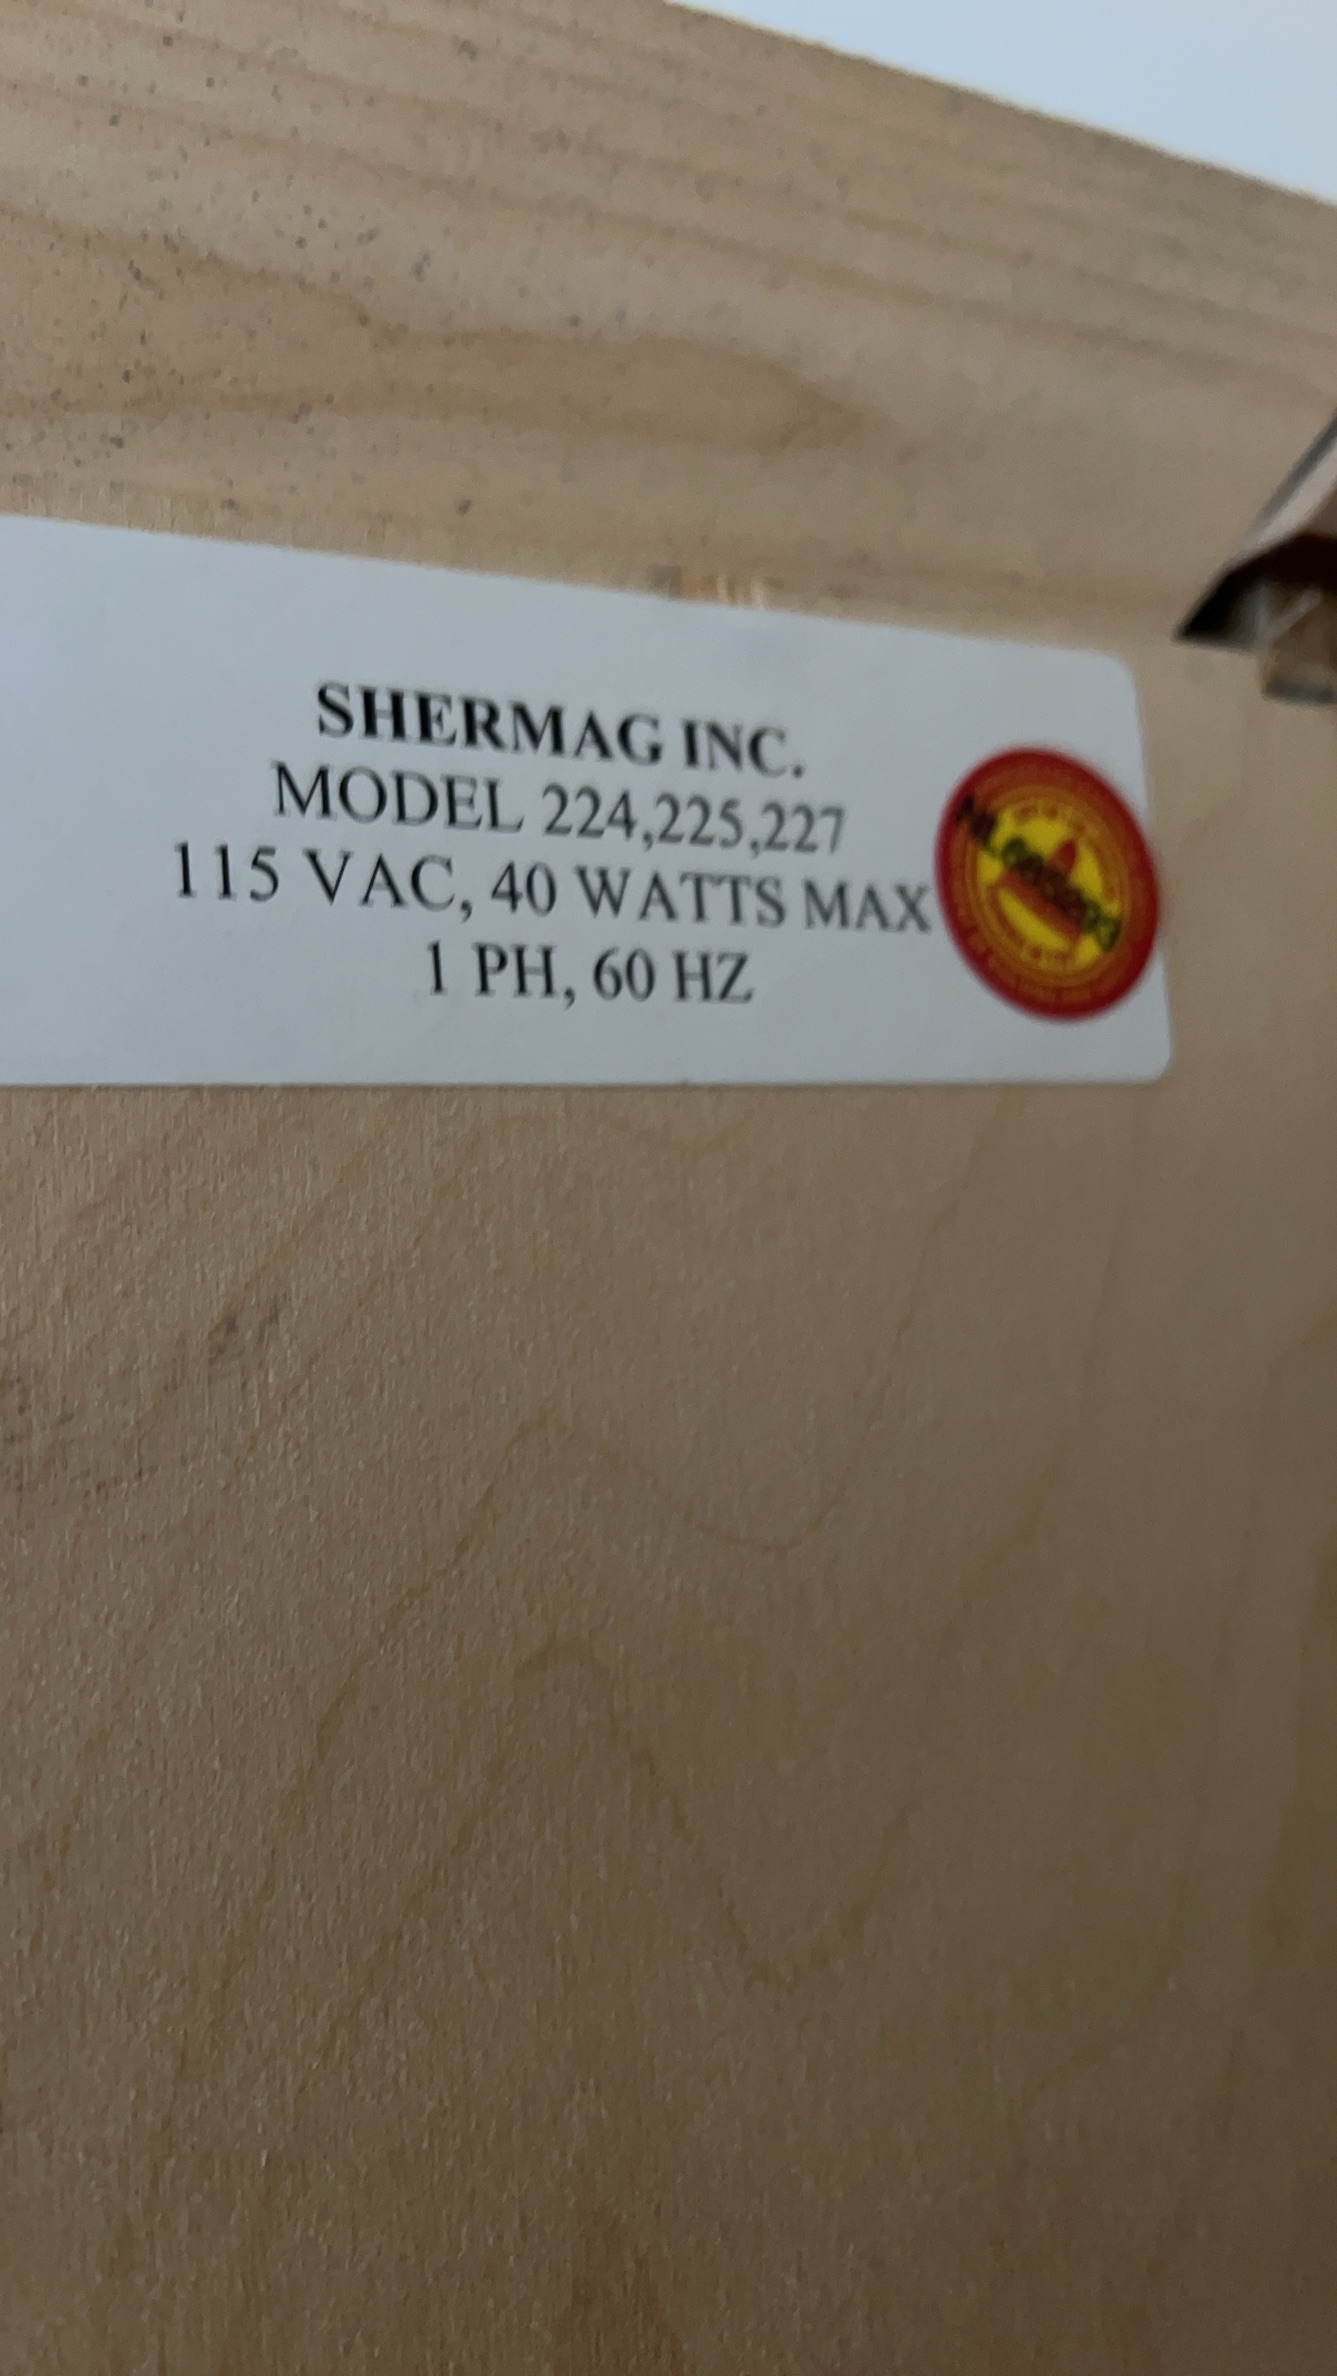 SHERMAG INC.
MODEL 224,225,227
115 VAC, 40 WATTS MAX
1 PH, 60 HZ